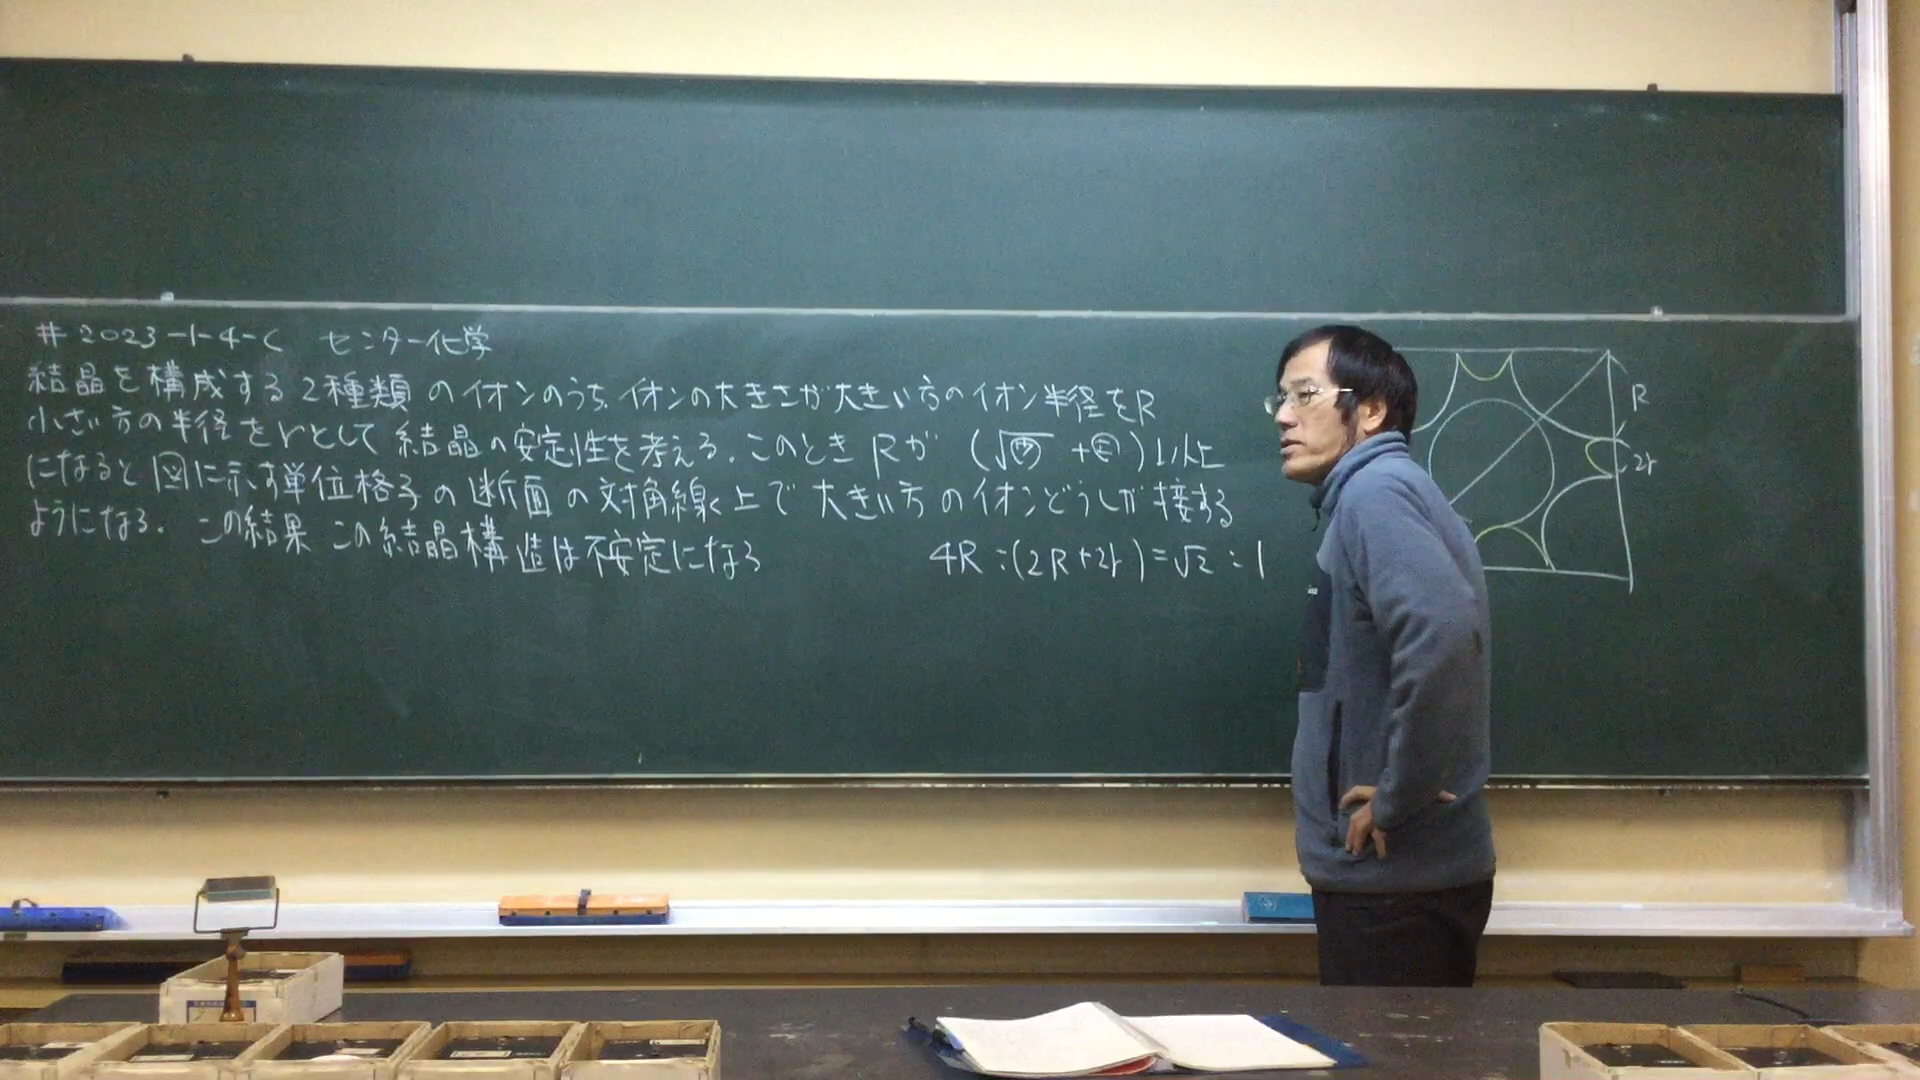 #2023-1-4-C センター化学
結晶を構成する2種類のイオンのうち、イオンの大きさが大きい方のイオン半径をR
小さい方の半径をrとして結晶の安定性を考える.このときRが(√㋐+㋑)以上
になると図に示す単位格子の断面の対角線上で大きい方のイオンどうしが接する
ようになる. この結果 この結晶構造は不安定になる
4R:(2R+2r)=√2:1
R
2r